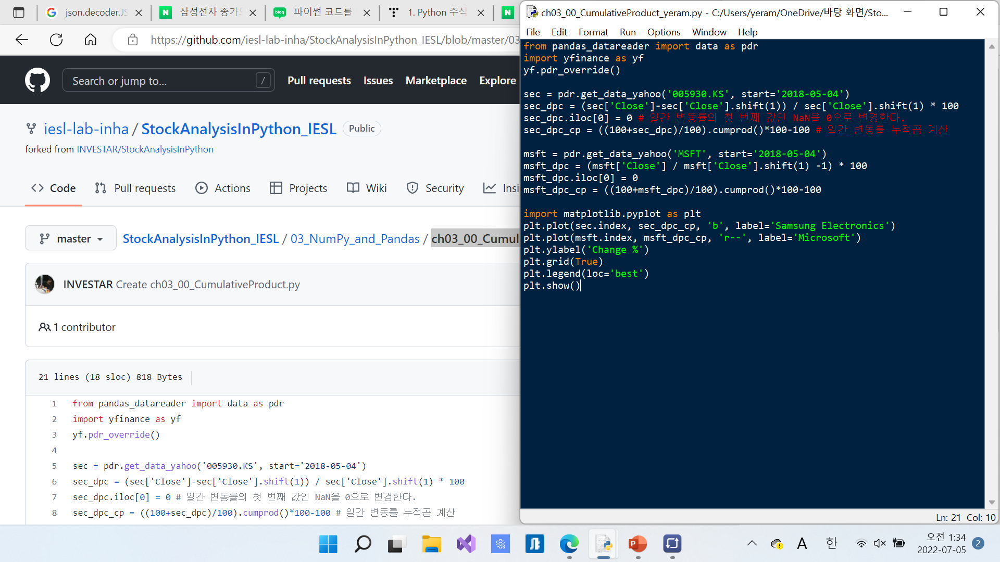 json.decoder.JS
삼성전자 종가
파이썬 코드를
1. Python 주식
https://github.com/iesl-lab-inha/StockAnalysisInPython_IESL/blob/master/03
Search or jump to...
/
Pull requests
Issues
Marketplace
Explore
iesl-lab-inha / StockAnalysisInPython_IESL
Public
forked from INVESTAR/StockAnalysisInPython
Code
Pull requests
Actions
Projects
Wiki
Security
Insi
master
StockAnalysisInPython_IESL / 03_NumPy_and_Pandas / ch03_00_Cumul
INVESTAR Create ch03_00_CumulativeProduct.py
1 contributor
21 lines (18 sloc) 818 Bytes
1 from pandas_datareader import data as pdr
2 import yfinance as yf
3 yf.pdr_override()
4
5 sec = pdr.get_data_yahoo('005930.KS', start='2018-05-04')
6 sec_dpc = (sec['Close']-sec['Close'].shift(1)) / sec['Close'].shift(1) * 100
7 sec_dpc.iloc[0] = 0 # 일간 변동률의 첫 번째 값인 NaN을 0으로 변경한다.
8 sec_dpc_cp = ((100+sec_dpc)/100).cumprod()*100-100 # 일간 변동률 누적곱 계산
ch03_00_CumulativeProduct_yeram.py - C:/Users/yeram/OneDrive/바탕 화면/Sto...
File Edit Format Run Options Window Help
from pandas_datareader import data as pdr
import yfinance as yf
yf.pdr_override()
sec = pdr.get_data_yahoo('005930.KS', start='2018-05-04')
sec_dpc = (sec['Close']-sec['Close'].shift(1)) / sec['Close'].shift(1) * 100
sec_dpc.iloc[0] = 0 # 일간 변동률의 첫 번째 값인 NaN을 0으로 변경한다.
sec_dpc_cp = ((100+sec_dpc)/100).cumprod()*100-100 # 일간 변동률 누적곱 계산
msft = pdr.get_data_yahoo('MSFT', start='2018-05-04')
msft_dpc = (msft['Close'] / msft['Close'].shift(1) -1) * 100
msft_dpc.iloc[0] = 0
msft_dpc_cp = ((100+msft_dpc)/100).cumprod()*100-100
import matplotlib.pyplot as plt
plt.plot(sec.index, sec_dpc_cp, 'b', label='Samsung Electronics')
plt.plot(msft.index, msft_dpc_cp, 'r--', label='Microsoft')
plt.ylabel('Change %')
plt.grid(True)
plt.legend(loc='best')
plt.show()
Ln: 21 Col: 10
A
한
오전 1:34
2022-07-05
2